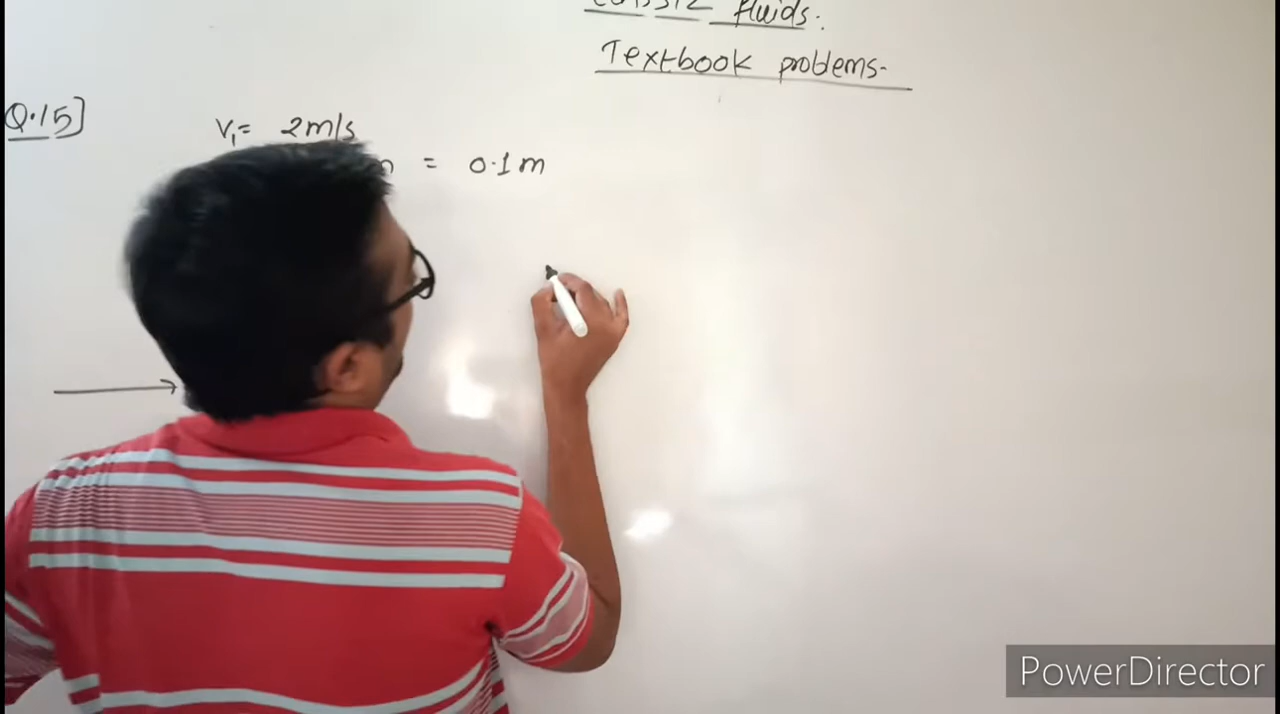 fluids:
Textbook problems-
Q.15]
V₁= 2m/s
= 0.1m
PowerDirector